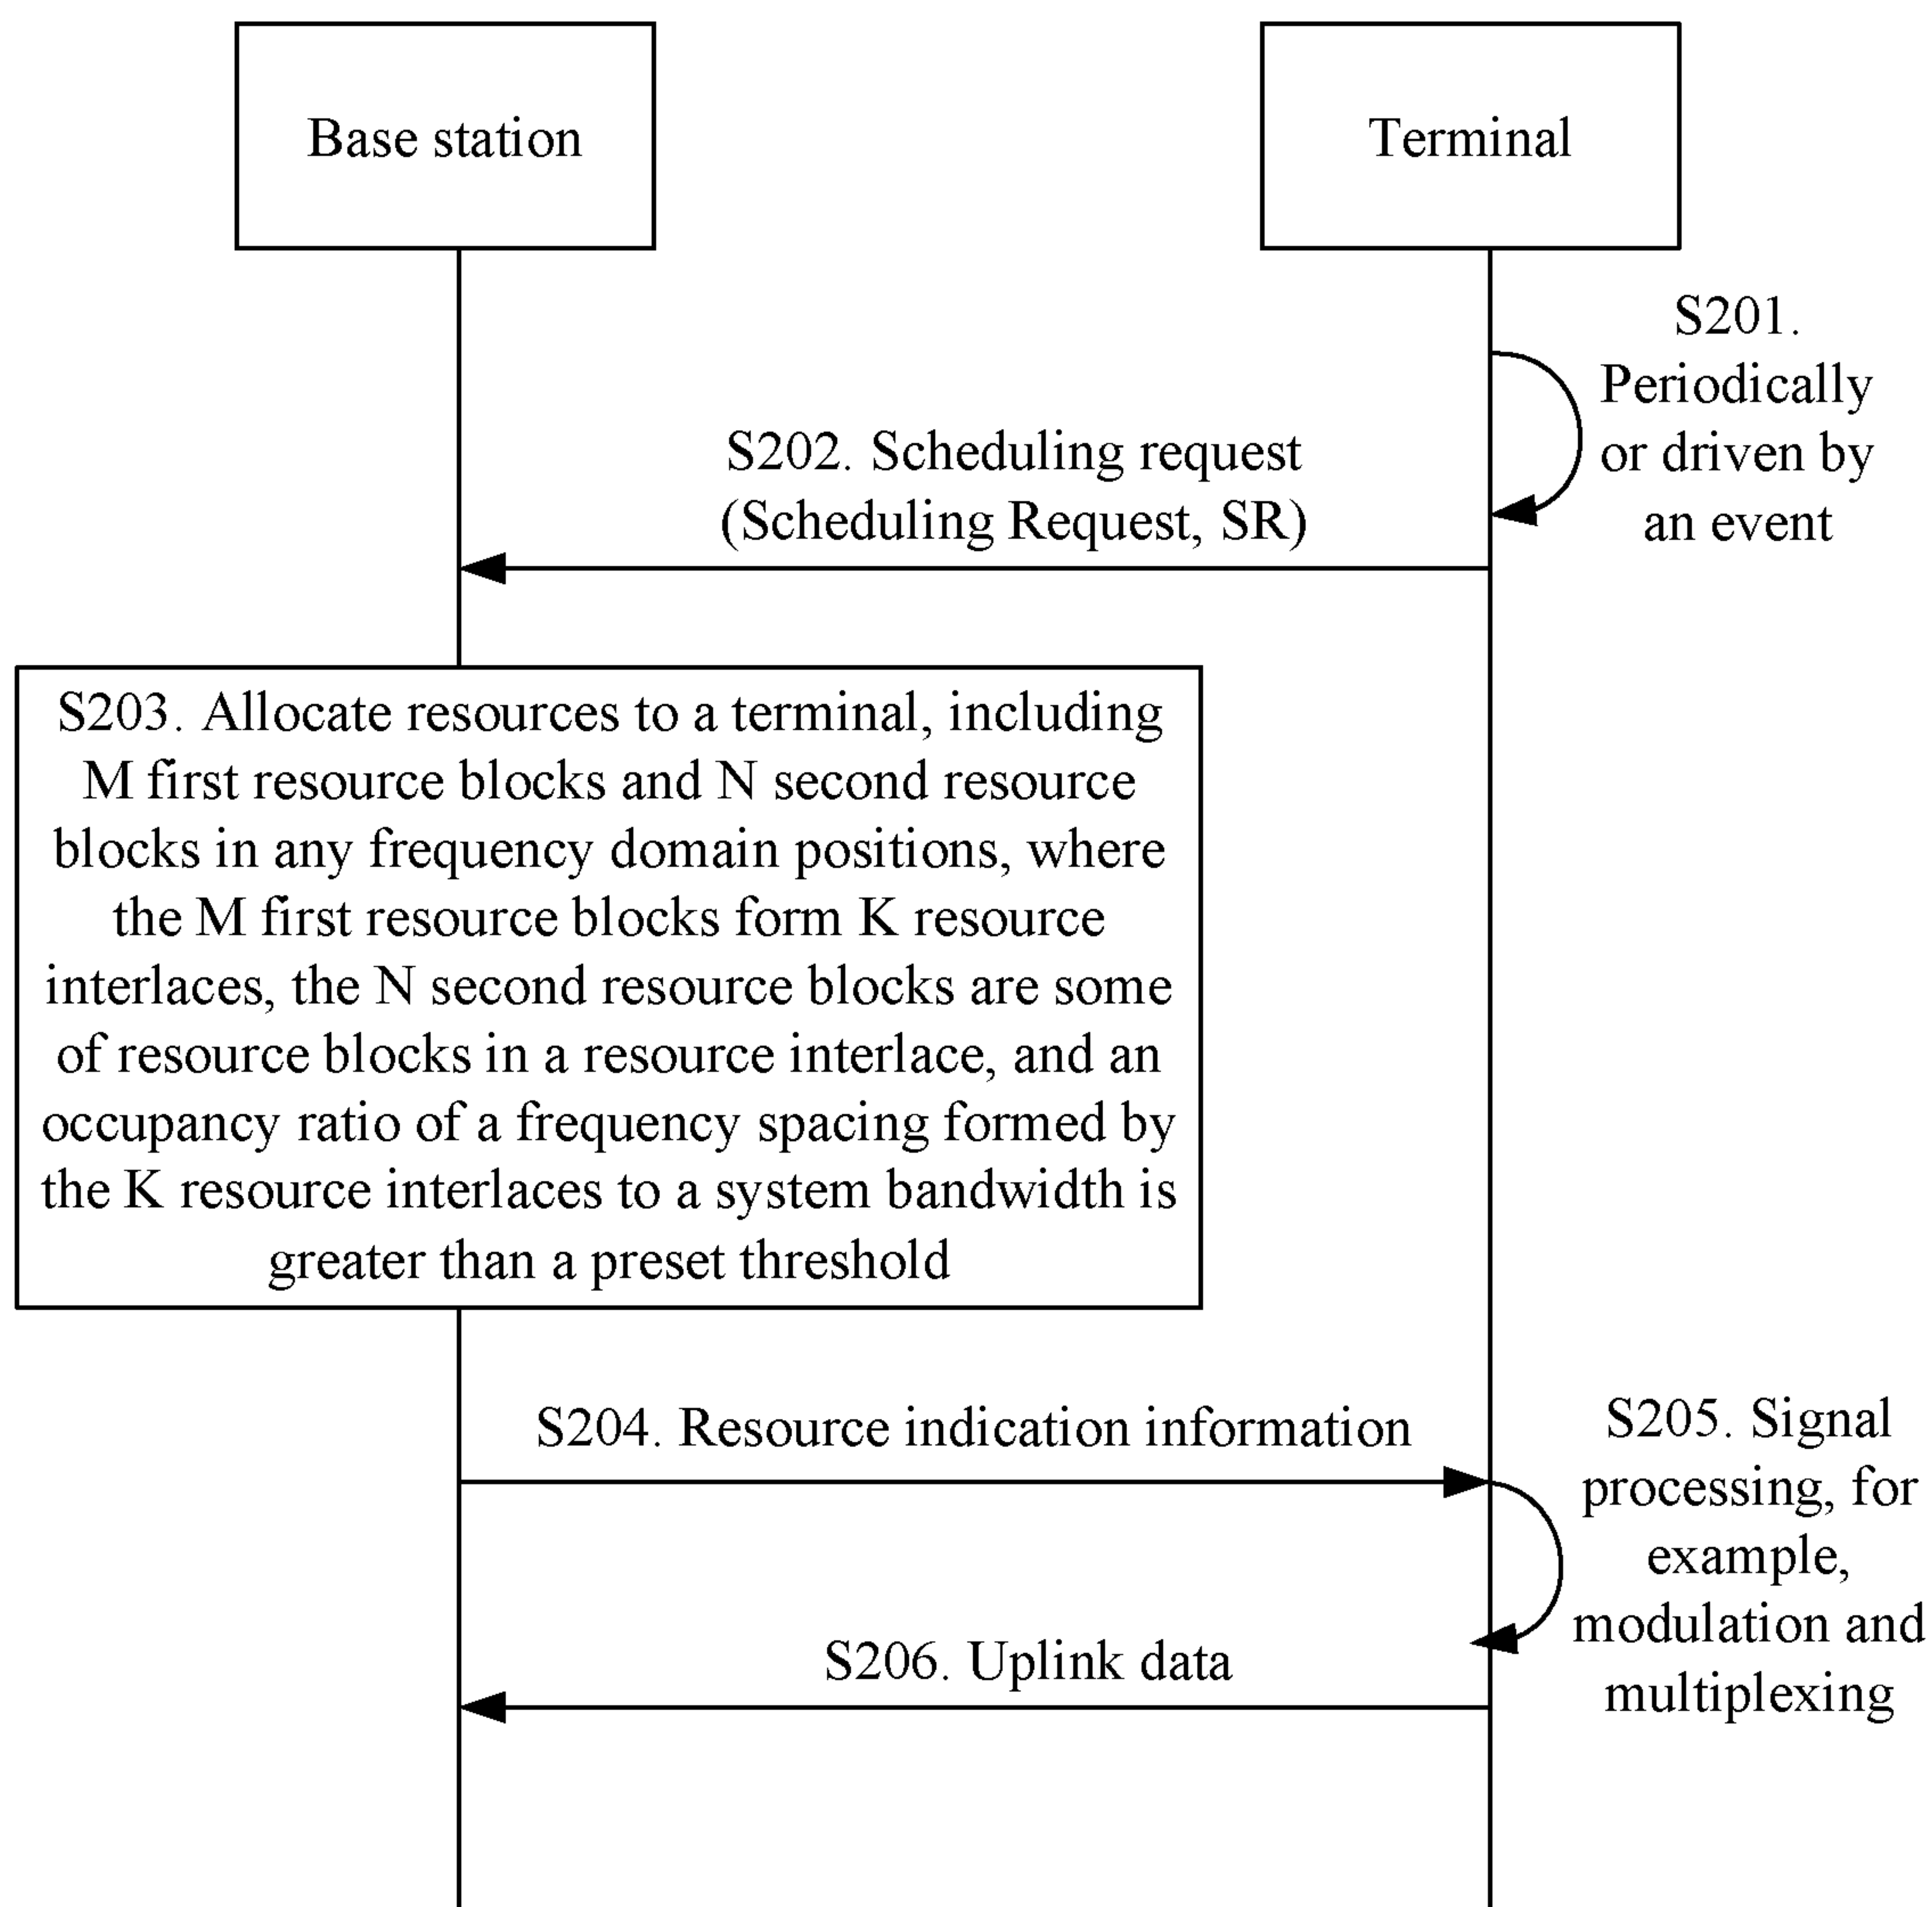 Base station
Terminal
S201.
Periodically
or driven by
an event
S202. Scheduling request
(Scheduling Request, SR)
S203. Allocate resources to a terminal, including
M first resource blocks and N second resource
blocks in any frequency domain positions, where
the M first resource blocks form K resource
interlaces, the N second resource blocks are some
of resource blocks in a resource interlace, and an
occupancy ratio of a frequency spacing formed by
the K resource interlaces to a system bandwidth is
greater than a preset threshold
S204. Resource indication information
S205. Signal
processing, for
example,
modulation and
multiplexing
S206. Uplink data